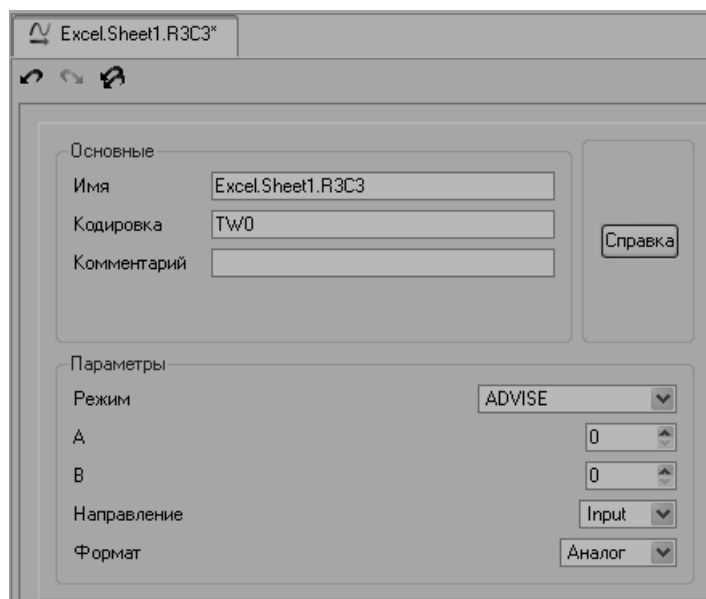 Excel.Sheet1.R3C3*
Основные
Имя Excel.Sheet1.R3C3
Кодировка TW0
Комментарий
Справка
Параметры
Режим ADVISE
A 0
B 0
Направление Input
Формат Аналог